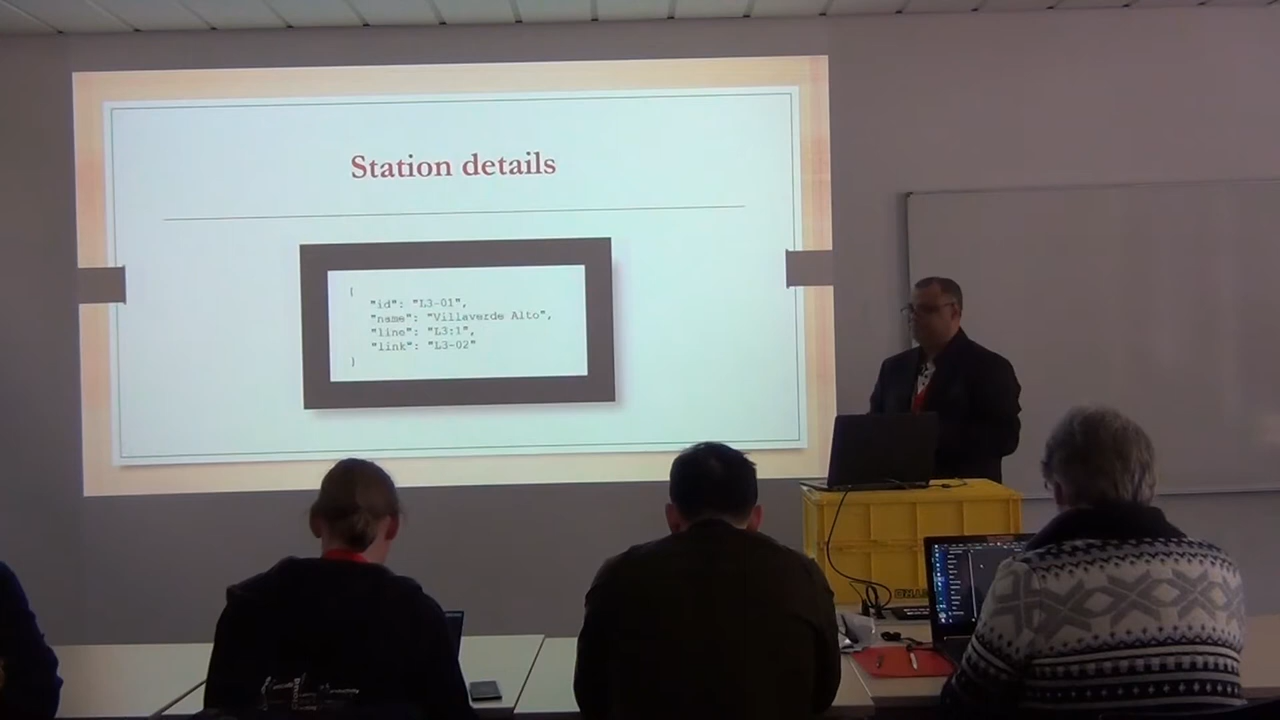 Station details
{
"id": "L3-01",
"name": "Villaverde Alto",
"line": "L3:1",
"link": "L3-02"
}